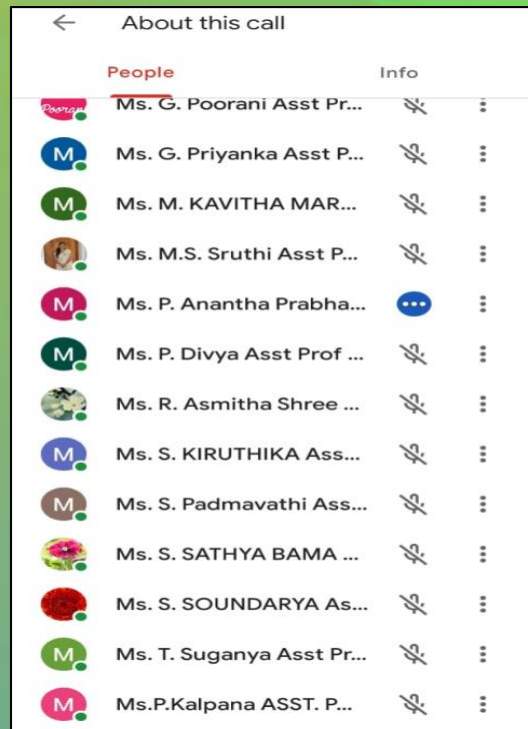 About this call
People Info
Poorani
Ms. G. Poorani Asst Pr...
M Ms. G. Priyanka Asst P...
M Ms. M. KAVITHA MAR...
Ms. M.S. Sruthi Asst P...
M Ms. P. Anantha Prabha...
M Ms. P. Divya Asst Prof ...
Ms. R. Asmitha Shree ...
M Ms. S. KIRUTHIKA Ass...
M Ms. S. Padmavathi Ass...
Ms. S. SATHYA BAMA ...
Ms. S. SOUNDARYA As...
M Ms. T. Suganya Asst Pr...
M Ms.P.Kalpana ASST. P...